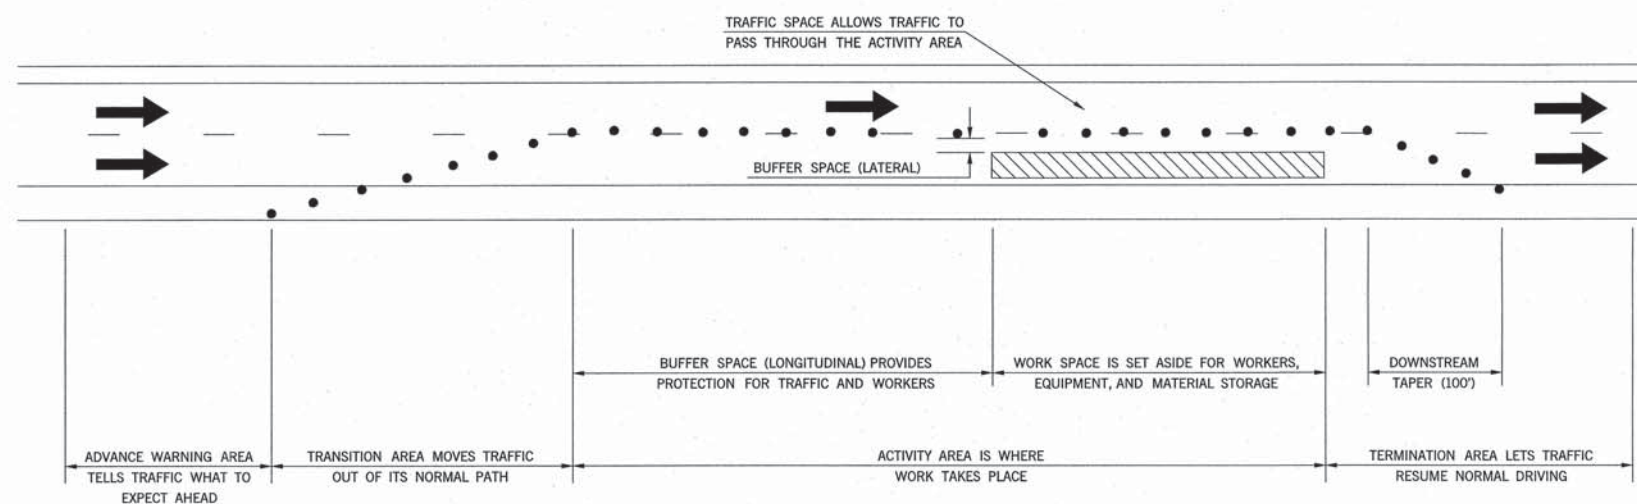 TRAFFIC SPACE ALLOWS TRAFFIC TO
PASS THROUGH THE ACTIVITY AREA
BUFFER SPACE (LATERAL)
BUFFER SPACE (LONGITUDINAL) PROVIDES
PROTECTION FOR TRAFFIC AND WORKERS
WORK SPACE IS SET ASIDE FOR WORKERS,
EQUIPMENT, AND MATERIAL STORAGE
DOWNSTREAM
TAPER (100')
ADVANCE WARNING AREA
TELLS TRAFFIC WHAT TO
EXPECT AHEAD
TRANSITION AREA MOVES TRAFFIC
OUT OF ITS NORMAL PATH
ACTIVITY AREA IS WHERE
WORK TAKES PLACE
TERMINATION AREA LETS TRAFFIC
RESUME NORMAL DRIVING